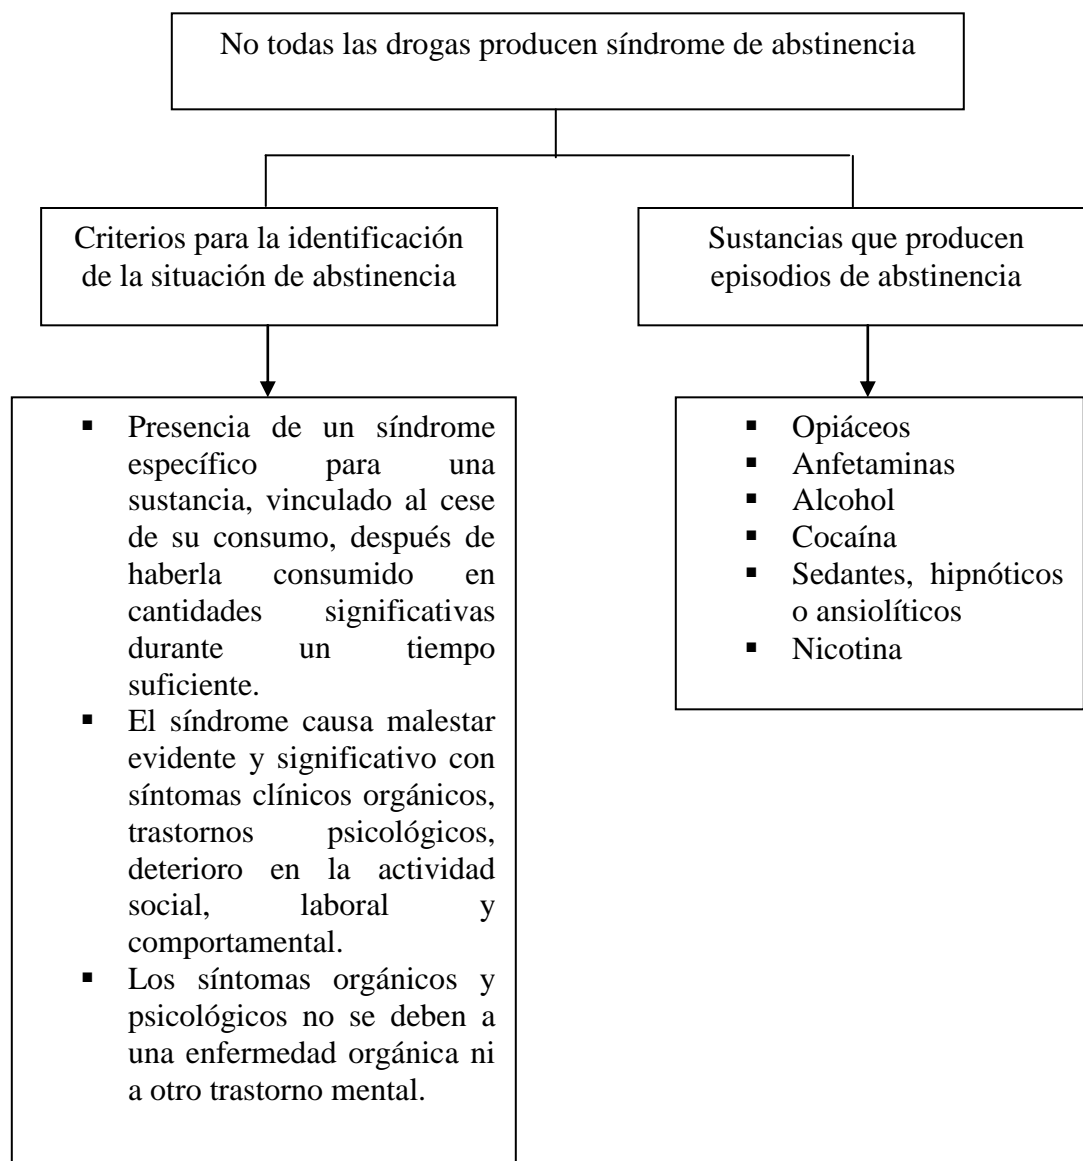 No todas las drogas producen síndrome de abstinencia
Criterios para la identificación
de la situación de abstinencia
Sustancias que producen
episodios de abstinencia
▪ Presencia de un síndrome
específico para una
sustancia, vinculado al cese
de su consumo, después de
haberla consumido en
cantidades significativas
durante un tiempo
suficiente.
▪ El síndrome causa malestar
evidente y significativo con
síntomas clínicos orgánicos,
trastornos psicológicos,
deterioro en la actividad
social, laboral y
comportamental.
▪ Los síntomas orgánicos y
psicológicos no se deben a
una enfermedad orgánica ni
a otro trastorno mental.
▪ Opiáceos
▪ Anfetaminas
▪ Alcohol
▪ Cocaína
▪ Sedantes, hipnóticos
o ansiolíticos
▪ Nicotina